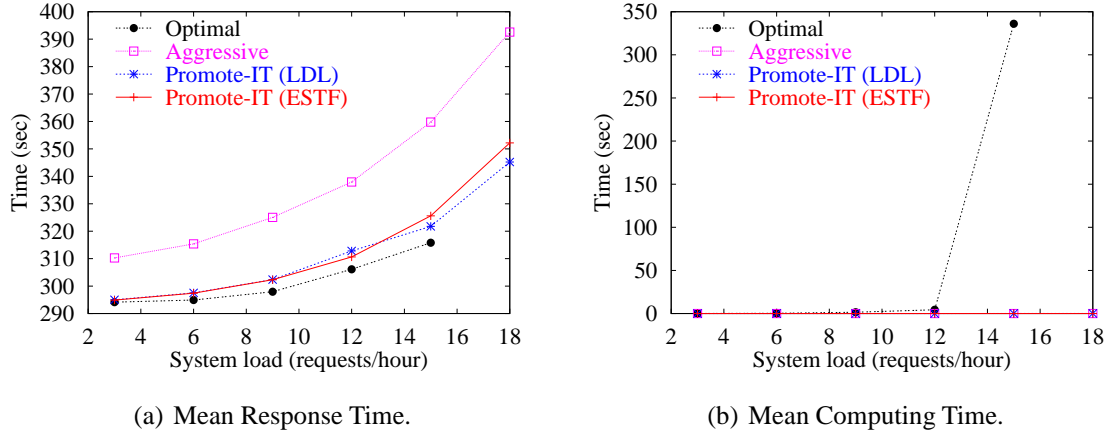 400
390
380
370
360
350
340
330
320
310
300
290
Time (sec)
2 4 6 8 10 12 14 16 18
System load (requests/hour)
Optimal
Aggressive
Promote-IT (LDL)
Promote-IT (ESTF)
(a) Mean Response Time.
350
300
250
200
150
100
50
0
Time (sec)
2 4 6 8 10 12 14 16 18
System load (requests/hour)
Optimal
Aggressive
Promote-IT (LDL)
Promote-IT (ESTF)
(b) Mean Computing Time.